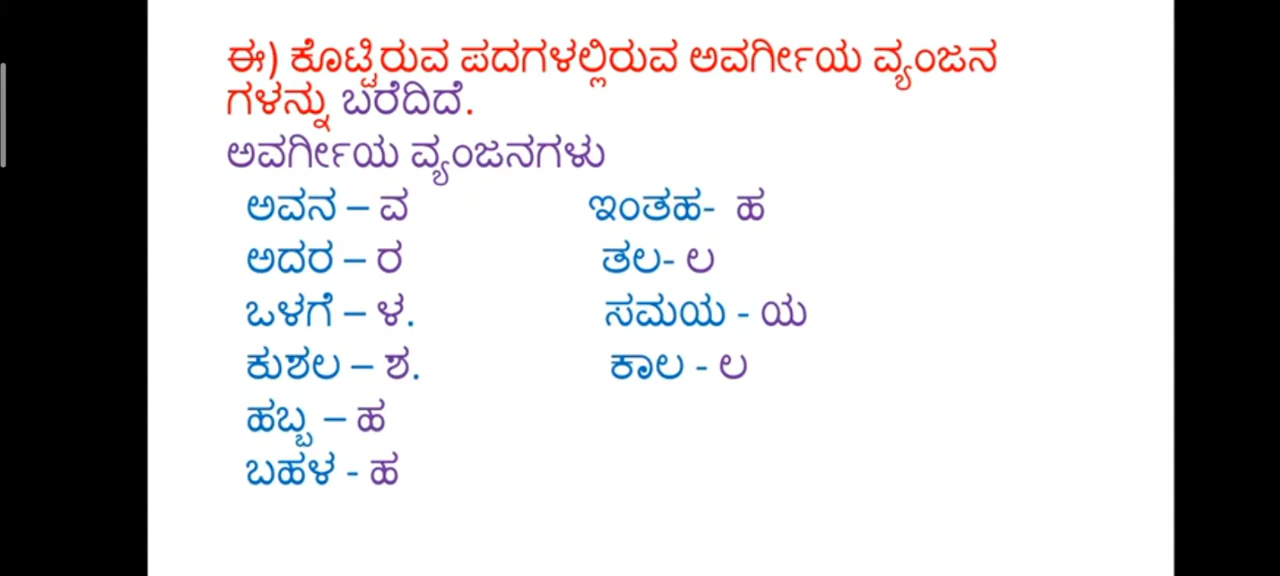 ಈ) ಕೊಟ್ಟಿರುವ ಪದಗಳಲ್ಲಿರುವ ಅವರ್ಗೀಯ ವ್ಯಂಜನ
ಗಳನ್ನು ಬರೆದಿದೆ.
ಅವರ್ಗೀಯ ವ್ಯಂಜನಗಳು
ಅವನ – ವ
ಅದರ – ರ
ಒಳಗೆ – ಳ.
ಕುಶಲ – ಶ.
ಹಬ್ಬ – ಹ
ಬಹಳ - ಹ
ಇಂತಹ- ಹ
ತಲ- ಲ
ಸಮಯ - ಯ
ಕಾಲ - ಲ